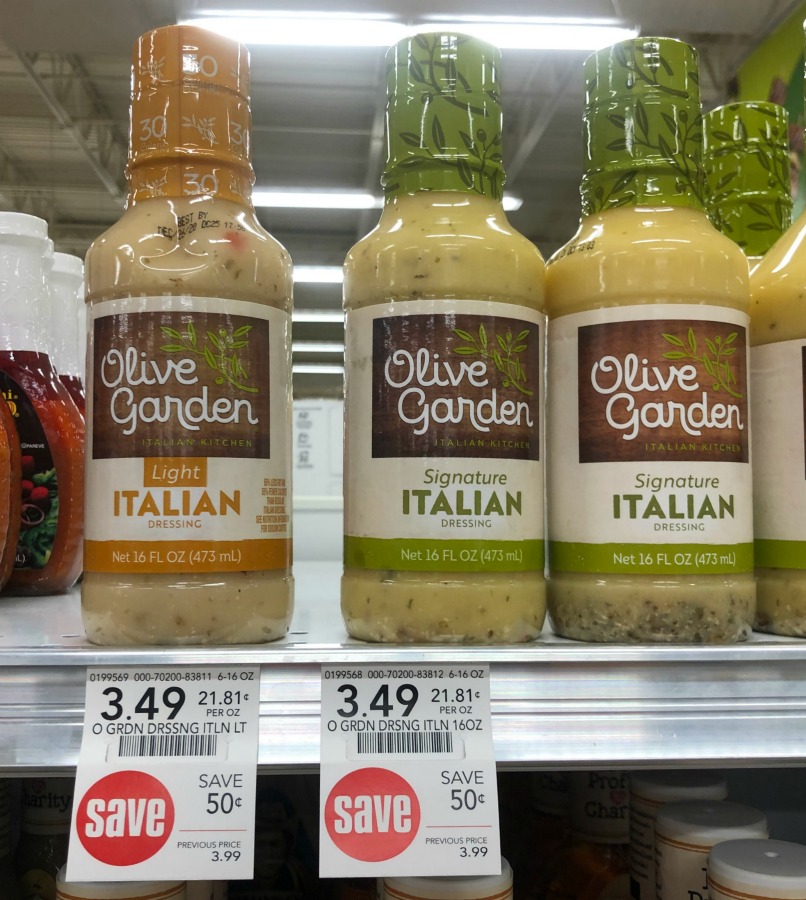 30
30
30
30
BEST BY
Olive
Garden
ITALIAN KITCHEN
Light
ITALIAN
DRESSING
Net 16 FL OZ (473 mL)
Olive
Garden
ITALIAN KITCHEN
Signature
ITALIAN
DRESSING
Net 16 FL OZ (473 mL)
Olive
Garden
ITALIAN KITCHEN
Signature
ITALIAN
DRESSING
Net 16 FL OZ (473 mL)
0199569 000-70200-83811 6-16 OZ
3.49 21.81¢
PER OZ
O GRDN DRSSNG ITLN LT
save
SAVE
50¢
PREVIOUS PRICE
3.99
0199568 000-70200-83812 6-16 OZ
3.49 21.81¢
PER OZ
O GRDN DRSNG ITLN 16OZ
save
SAVE
50¢
PREVIOUS PRICE
3.99